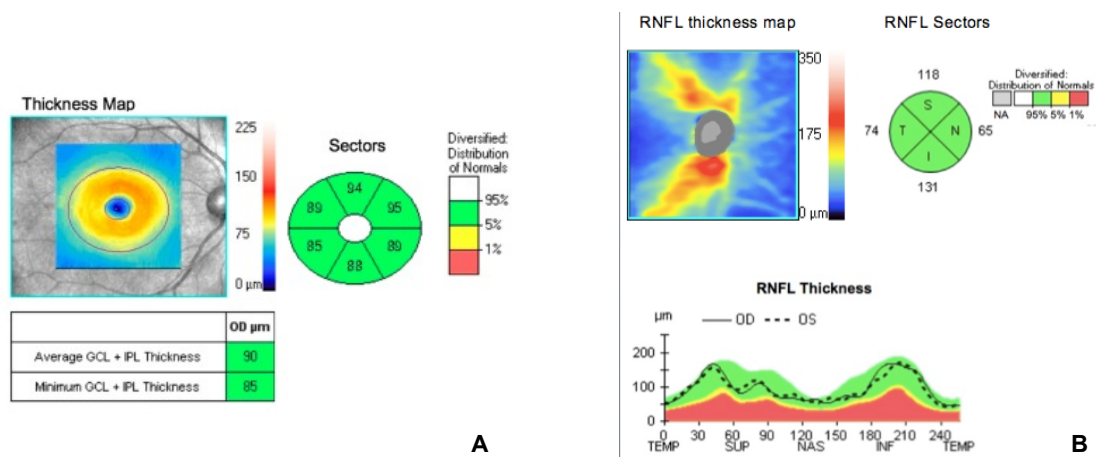 Thickness Map
225
150
75
0 µm
Sectors
94
89
95
85
89
88
Diversified:
Distribution
of Normals
95%
5%
1%
OD µm
Average GCL + IPL Thickness 90
Minimum GCL + IPL Thickness 85
A
RNFL thickness map
350
175
0 µm
RNFL Sectors
118
S
74 T N 65
I
131
Diversified:
Distribution of Normals
NA 95% 5% 1%
RNFL Thickness
µm
OD OS
200
100
0
0 30 60 90 120 150 180 210 240
TEMP SUP NAS INF TEMP
B